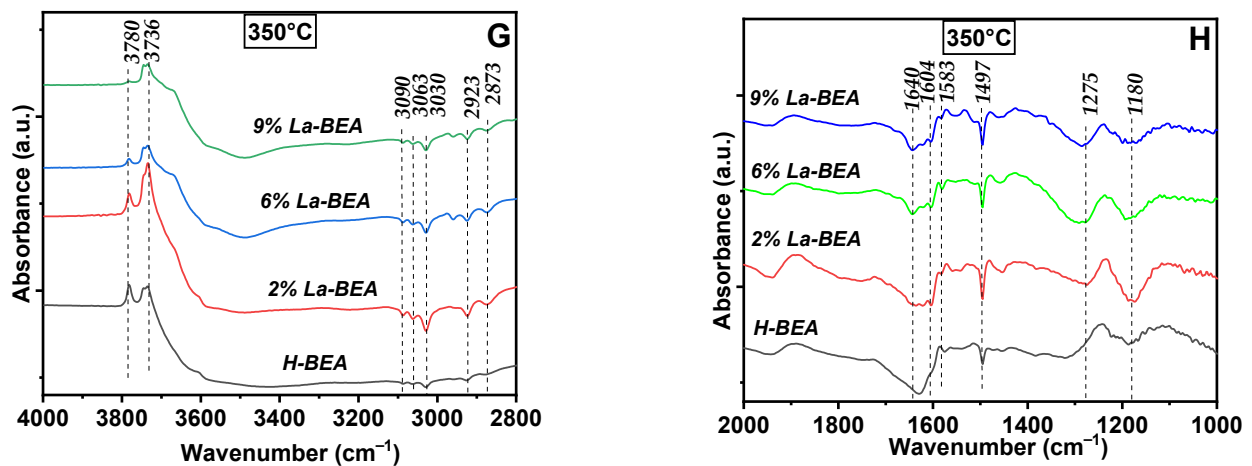 350°C
G
3780
3736
3090
3063
3030
2923
2873
9% La-BEA
6% La-BEA
2% La-BEA
H-BEA
Absorbance (a.u.)
4000 3800 3600 3400 3200 3000 2800
Wavenumber (cm⁻¹)
350°C
H
1640
1604
1583
1497
1275
1180
9% La-BEA
6% La-BEA
2% La-BEA
H-BEA
Absorbance (a.u.)
2000 1800 1600 1400 1200 1000
Wavenumber (cm⁻¹)